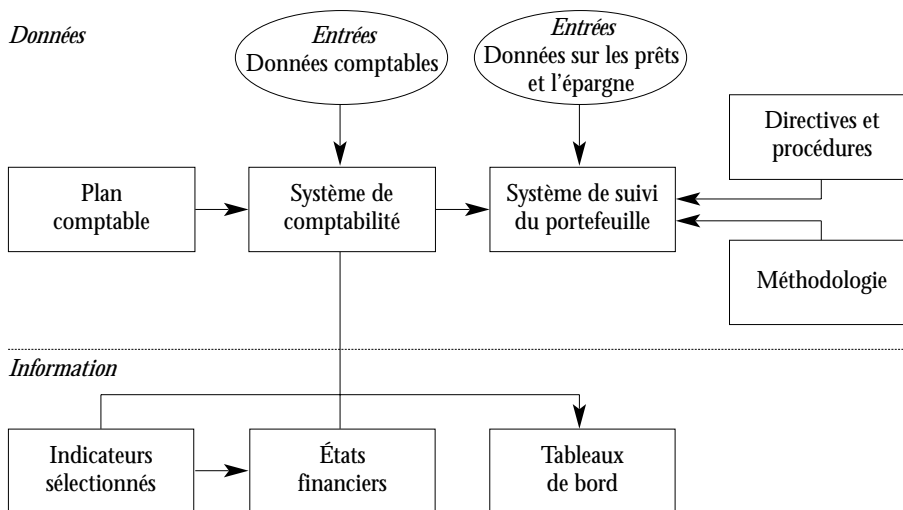 Données
Entrées
Données comptables
Entrées
Données sur les prêts
et l'épargne
Directives et
procédures
Plan
comptable
Système de
comptabilité
Système de suivi
du portefeuille
Méthodologie
Information
Indicateurs
sélectionnés
États
financiers
Tableaux
de bord